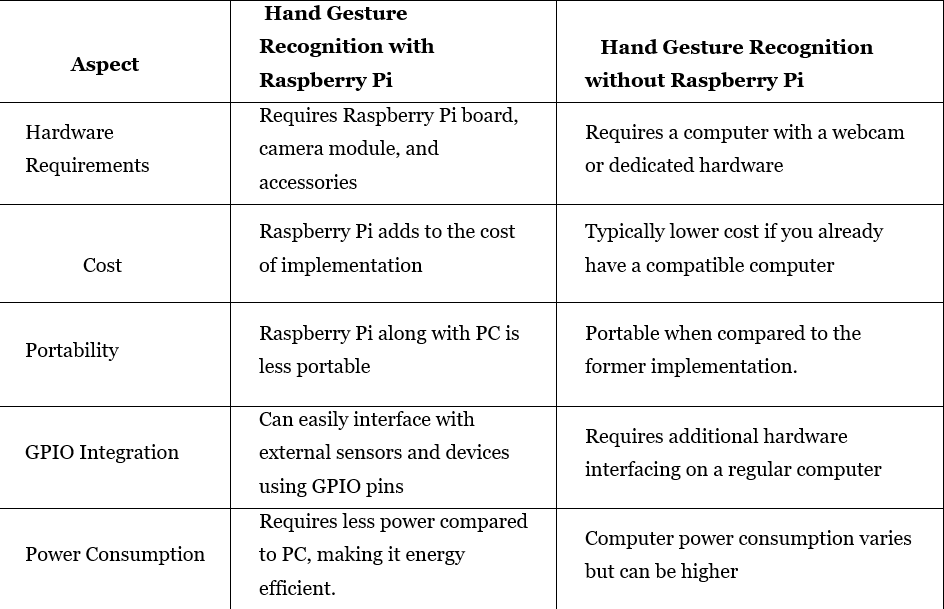 Aspect
Hand Gesture
Recognition with
Raspberry Pi
Hand Gesture Recognition
without Raspberry Pi
Hardware
Requirements
Requires Raspberry Pi board,
camera module, and
accessories
Requires a computer with a webcam
or dedicated hardware
Cost
Raspberry Pi adds to the cost
of implementation
Typically lower cost if you already
have a compatible computer
Portability
Raspberry Pi along with PC is
less portable
Portable when compared to the
former implementation.
GPIO Integration
Can easily interface with
external sensors and devices
using GPIO pins
Requires additional hardware
interfacing on a regular computer
Power Consumption
Requires less power compared
to PC, making it energy
efficient.
Computer power consumption varies
but can be higher